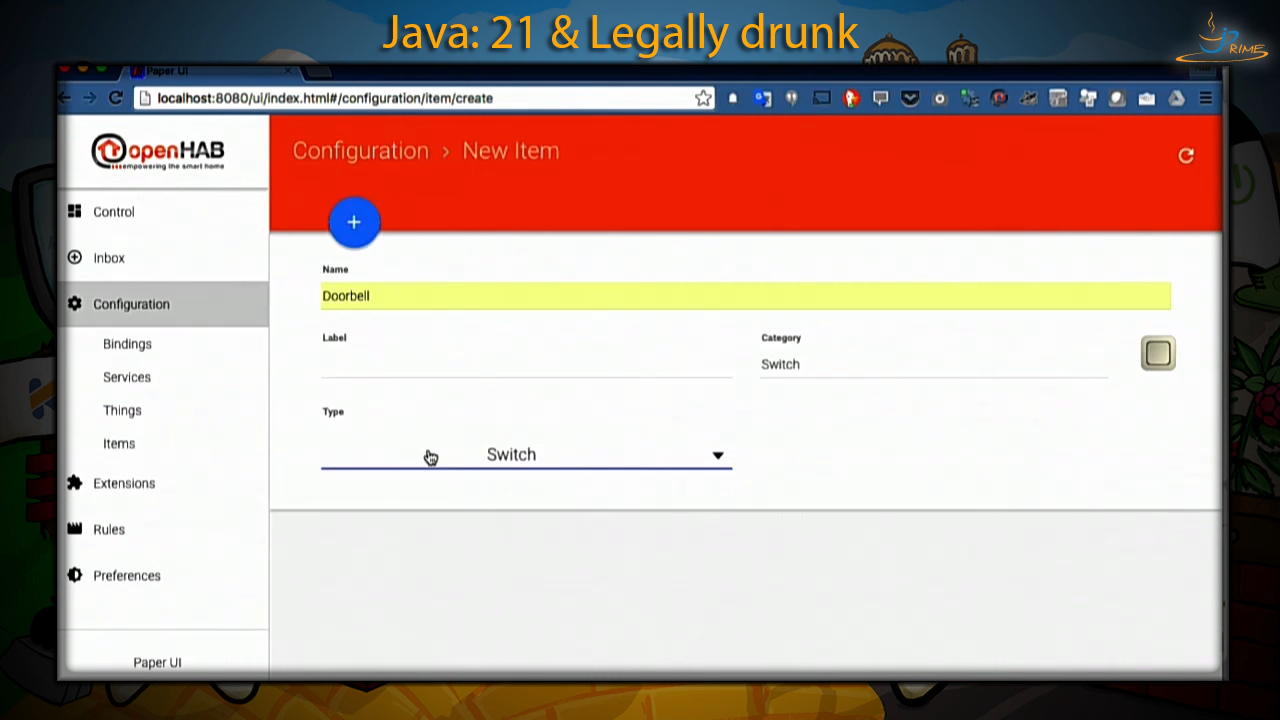 Java: 21 & Legally drunk
JPRIME
Paper UI
localhost:8080/ui/index.html#/configuration/item/create
openHAB
empowering the smart home
Configuration › New Item
Control
Inbox
Configuration
Bindings
Services
Things
Items
Extensions
Rules
Preferences
Paper UI
+
Name
Doorbell
Label
Category
Switch
Type
Switch